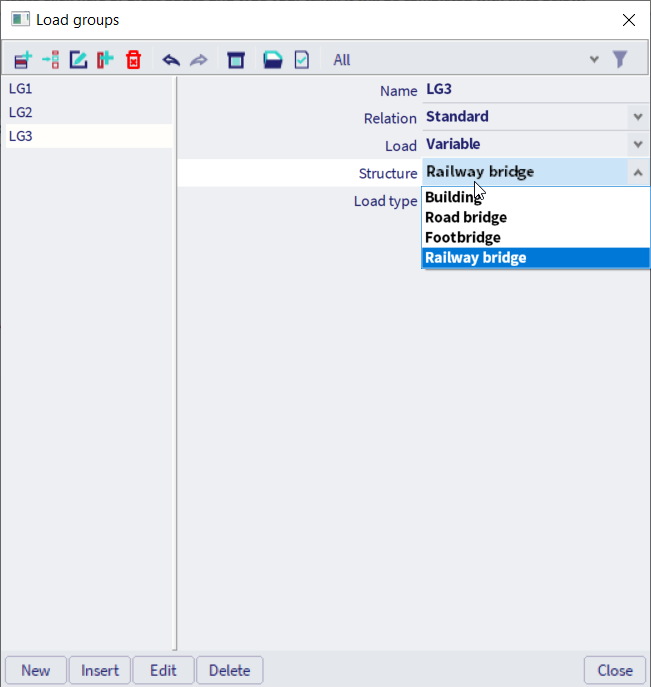 Load groups
All
LG1
LG2
LG3
Name LG3
Relation Standard
Load Variable
Structure Railway bridge
Load type
Building
Road bridge
Footbridge
Railway bridge
New Insert Edit Delete Close